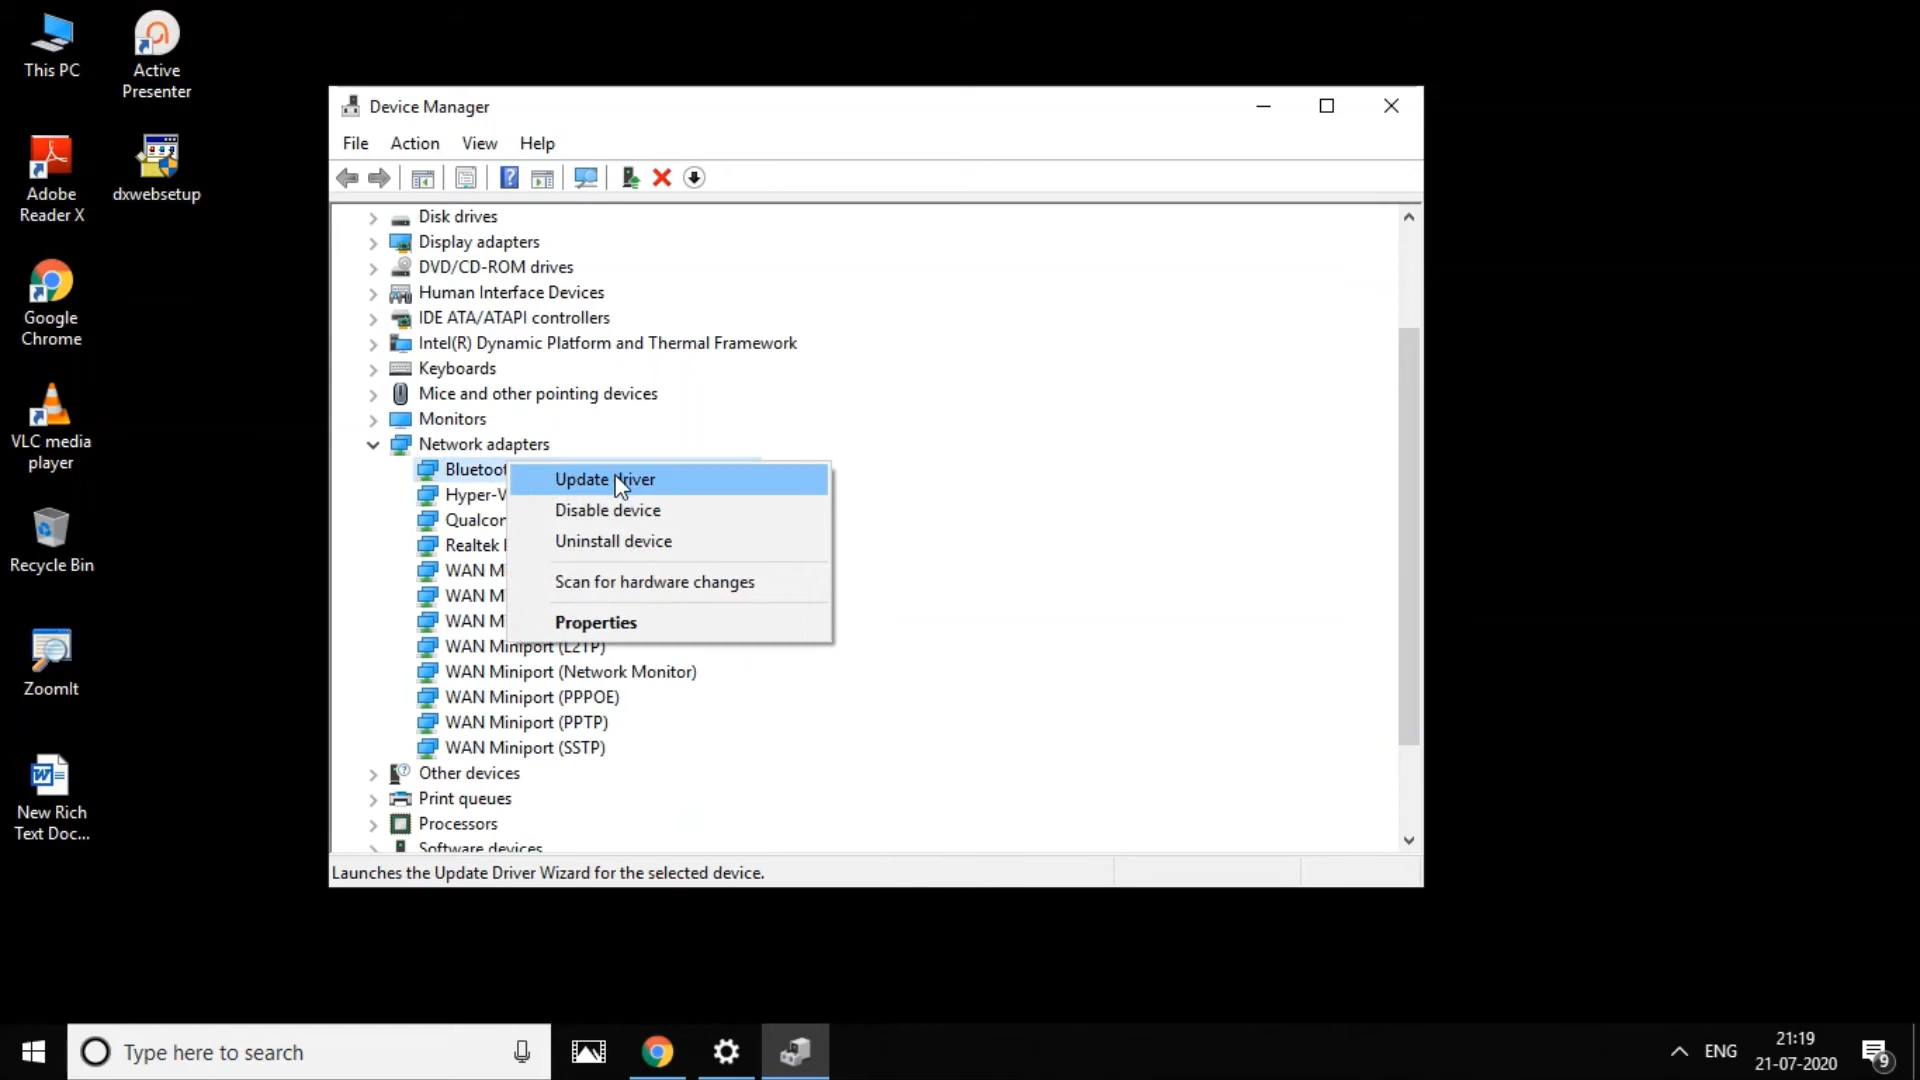 This PC
Active
Presenter
Adobe
Reader X
dxwebsetup
Google
Chrome
VLC media
player
Recycle Bin
ZoomIt
New Rich
Text Doc...
Device Manager
File Action View Help
Disk drives
Display adapters
DVD/CD-ROM drives
Human Interface Devices
IDE ATA/ATAPI controllers
Intel(R) Dynamic Platform and Thermal Framework
Keyboards
Mice and other pointing devices
Monitors
Network adapters
Bluetoot
Hyper-V
Qualcon
Realtek
WAN M
WAN M
WAN M
WAN Miniport (L2TP)
WAN Miniport (Network Monitor)
WAN Miniport (PPPOE)
WAN Miniport (PPTP)
WAN Miniport (SSTP)
Other devices
Print queues
Processors
Software devices
Update driver
Disable device
Uninstall device
Scan for hardware changes
Properties
Launches the Update Driver Wizard for the selected device.
Type here to search
ENG
21:19
21-07-2020
9